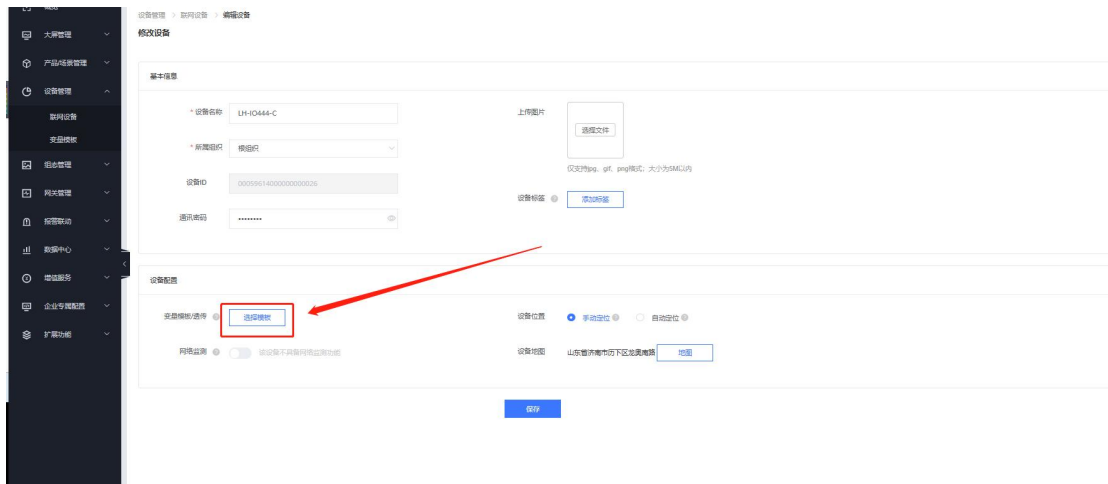 概览
大屏管理
产品/场景管理
设备管理
联网设备
变量模板
组态管理
网关管理
报警联动
数据中心
增值服务
企业专属配置
扩展功能
设备管理 > 联网设备 > 编辑设备
修改设备
基本信息
* 设备名称 LH-IO444-C
* 所属组织 根组织
设备ID 00059614000000000026
通讯密码 ••••••••
上传图片
选择文件
仅支持jpg、gif、png格式；大小为5M以内
设备标签 添加标签
设备配置
变量模板/透传 选择模板
网络监测 该设备不具备网络监测功能
设备位置 手动定位 自动定位
设备地图 山东省济南市历下区龙奥南路 地图
保存